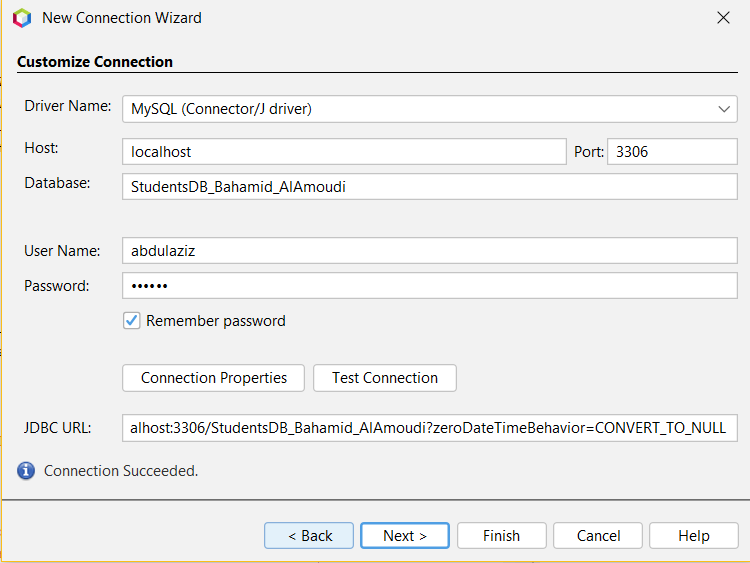 New Connection Wizard
Customize Connection
Driver Name: MySQL (Connector/J driver)
Host: localhost Port: 3306
Database: StudentsDB_Bahamid_AlAmoudi
User Name: abdulaziz
Password: ••••••
Remember password
Connection Properties Test Connection
JDBC URL: alhost:3306/StudentsDB_Bahamid_AlAmoudi?zeroDateTimeBehavior=CONVERT_TO_NULL
Connection Succeeded.
< Back Next > Finish Cancel Help